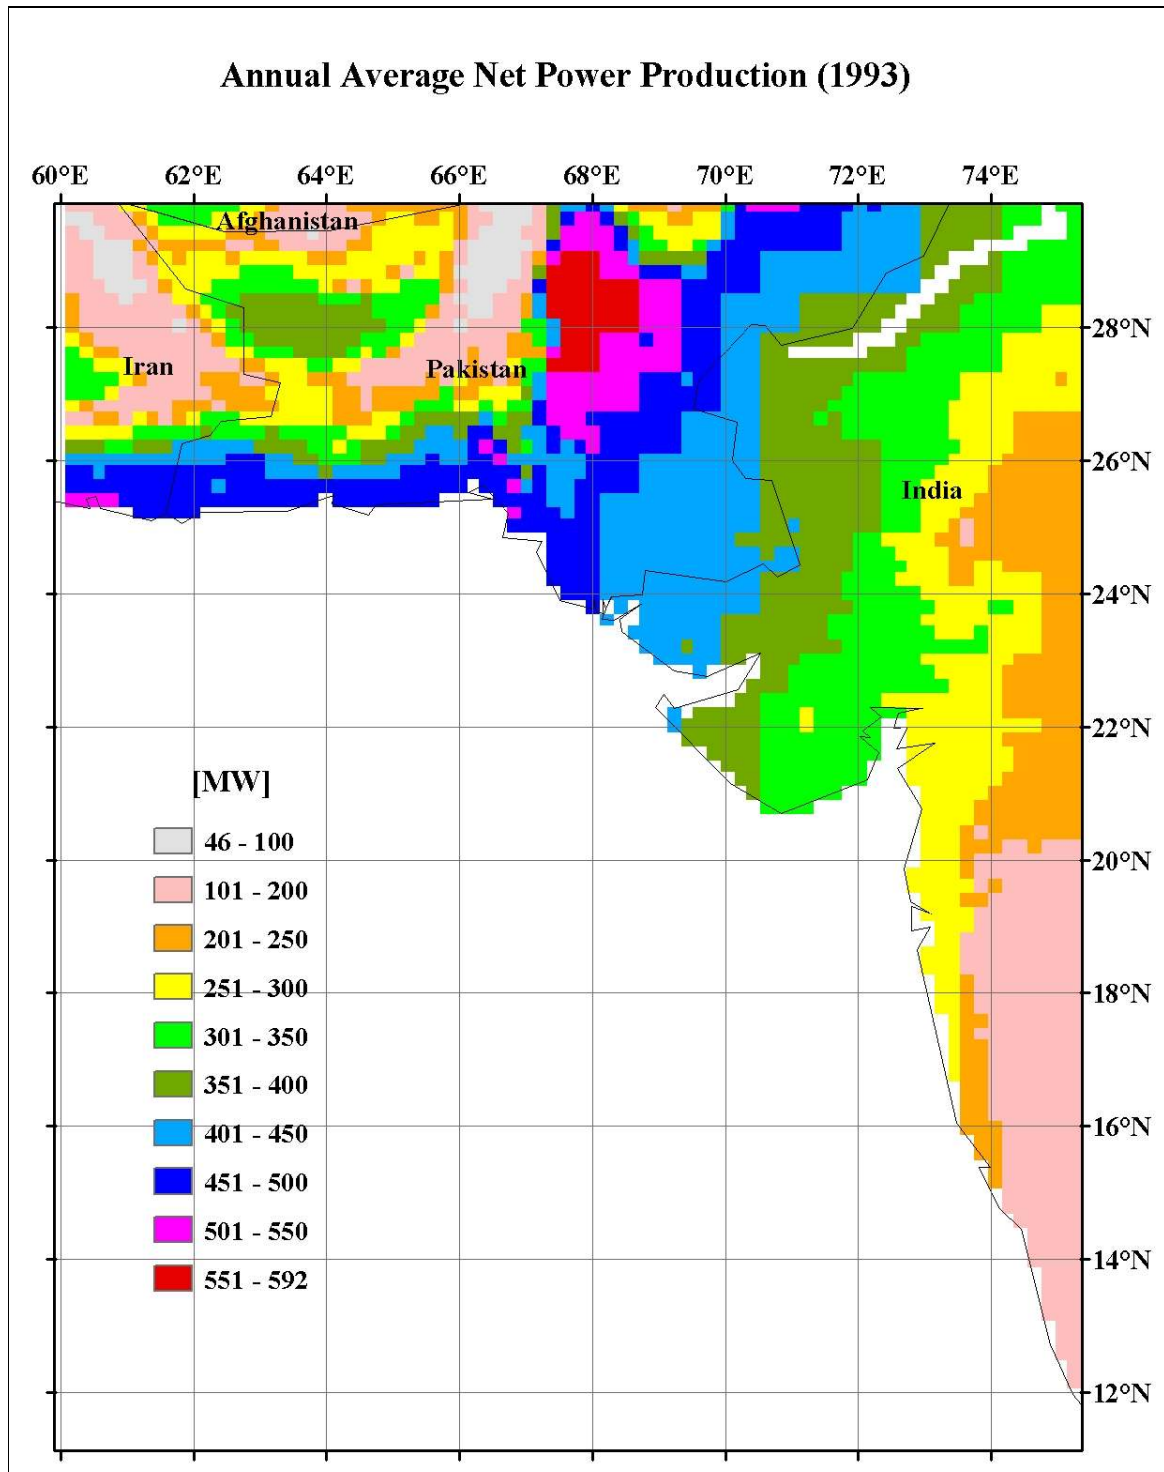 Annual Average Net Power Production (1993)
60°E 62°E 64°E 66°E 68°E 70°E 72°E 74°E
Afghanistan
28°N
Iran
Pakistan
26°N
India
24°N
22°N
[MW]
46 - 100
20°N
101 - 200
201 - 250
251 - 300
18°N
301 - 350
351 - 400
401 - 450
16°N
451 - 500
501 - 550
14°N
551 - 592
12°N